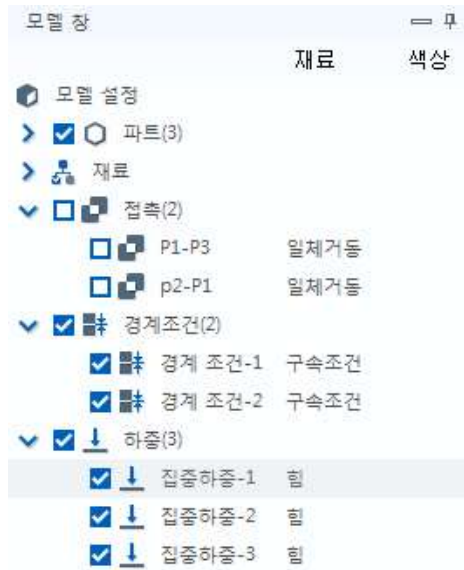 모델 창
재료 색상
모델 설정
파트(3)
재료
접촉(2)
P1-P3 일체거동
p2-P1 일체거동
경계조건(2)
경계 조건-1 구속조건
경계 조건-2 구속조건
하중(3)
집중하중-1 힘
집중하중-2 힘
집중하중-3 힘